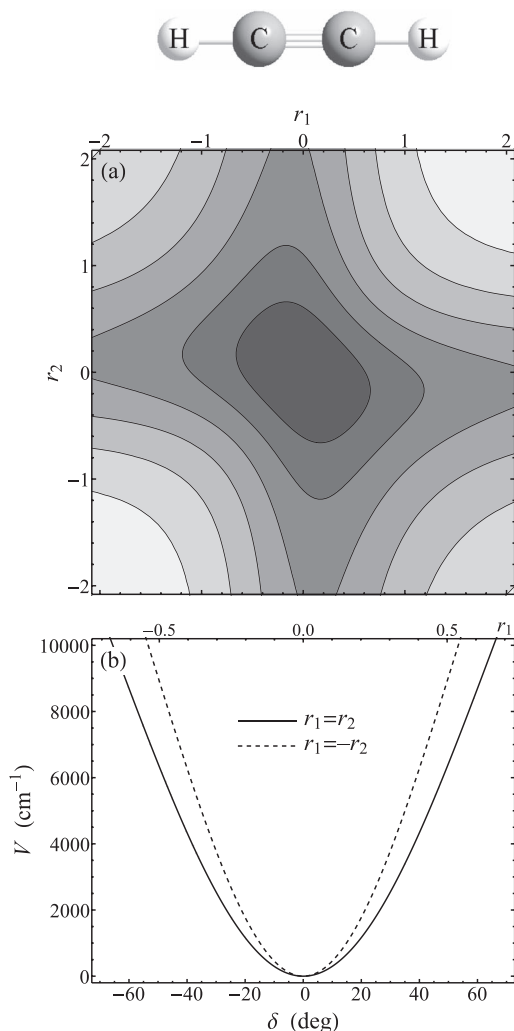 H C C H
r₁
−2 −1 0 1 2
(a)
2
1
r₂
0
−1
−2
−0.5 0.0 0.5 r₁
10000
(b)
8000
r₁=r₂
r₁=−r₂
6000
V (cm⁻¹)
4000
2000
0
−60 −40 −20 0 20 40 60
δ (deg)